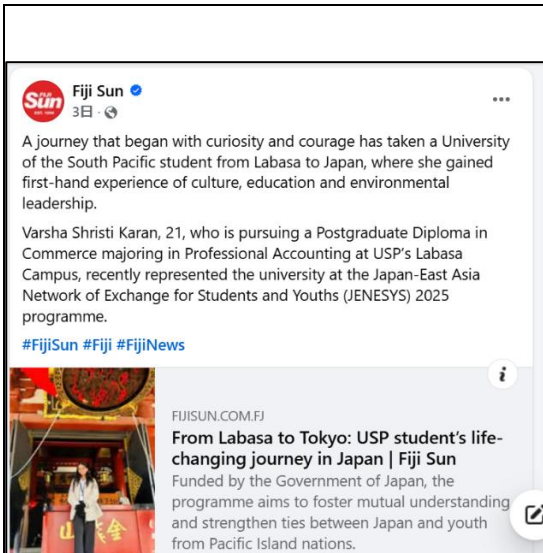 Fiji Sun
3日
A journey that began with curiosity and courage has taken a University
of the South Pacific student from Labasa to Japan, where she gained
first-hand experience of culture, education and environmental
leadership.
Varsha Shristi Karan, 21, who is pursuing a Postgraduate Diploma in
Commerce majoring in Professional Accounting at USP's Labasa
Campus, recently represented the university at the Japan-East Asia
Network of Exchange for Students and Youths (JENESYS) 2025
programme.
#FijiSun #Fiji #FijiNews
FIJISUN.COM.FJ
From Labasa to Tokyo: USP student's life-
changing journey in Japan | Fiji Sun
Funded by the Government of Japan, the
programme aims to foster mutual understanding
and strengthen ties between Japan and youth
from Pacific Island nations.